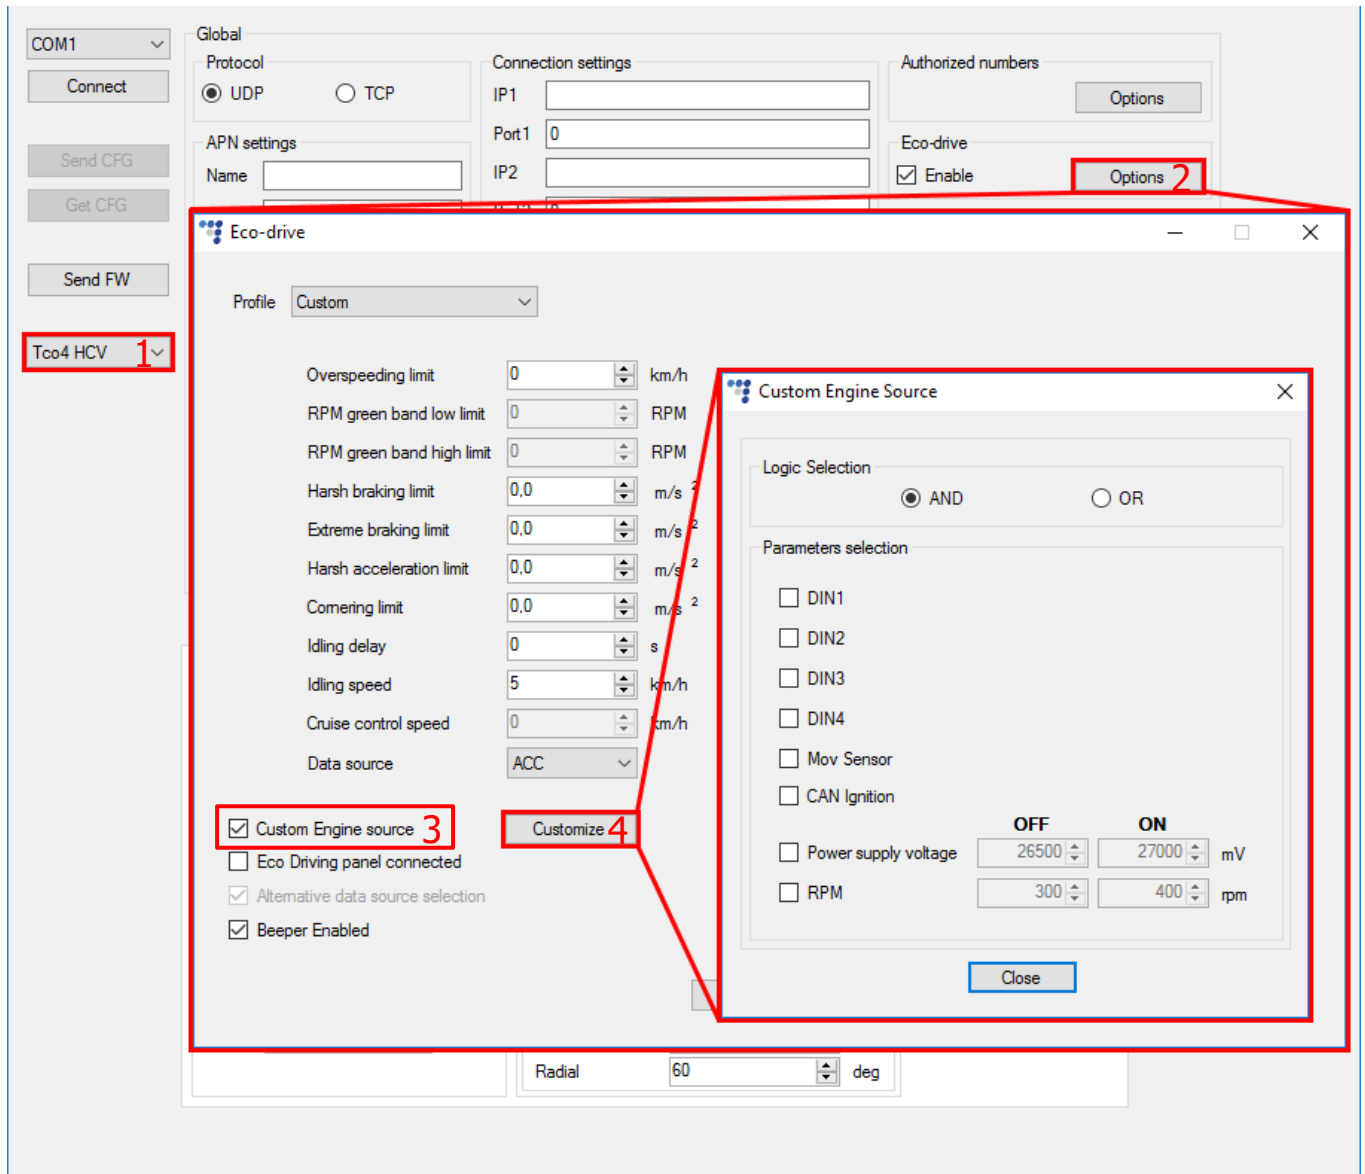 COM1
Connect
Send CFG
Get CFG
Send FW
Tco4 HCV 1
Global
Protocol
UDP TCP
APN settings
Name
Connection settings
IP1
Port1 0
IP2
Authorized numbers
Options
Eco-drive
Enable Options 2
Eco-drive
Profile Custom
Overspeeding limit 0 km/h
RPM green band low limit 0 RPM
RPM green band high limit 0 RPM
Harsh braking limit 0,0 m/s 2
Extreme braking limit 0,0 m/s 2
Harsh acceleration limit 0,0 m/s 2
Cornering limit 0,0 m/s 2
Idling delay 0 s
Idling speed 5 km/h
Cruise control speed 0 km/h
Data source ACC
Custom Engine source 3 Customize 4
Eco Driving panel connected
Alternative data source selection
Beeper Enabled
Custom Engine Source
Logic Selection
AND OR
Parameters selection
DIN1
DIN2
DIN3
DIN4
Mov Sensor
CAN Ignition
OFF ON
Power supply voltage 26500 27000 mV
RPM 300 400 rpm
Close
Radial 60 deg